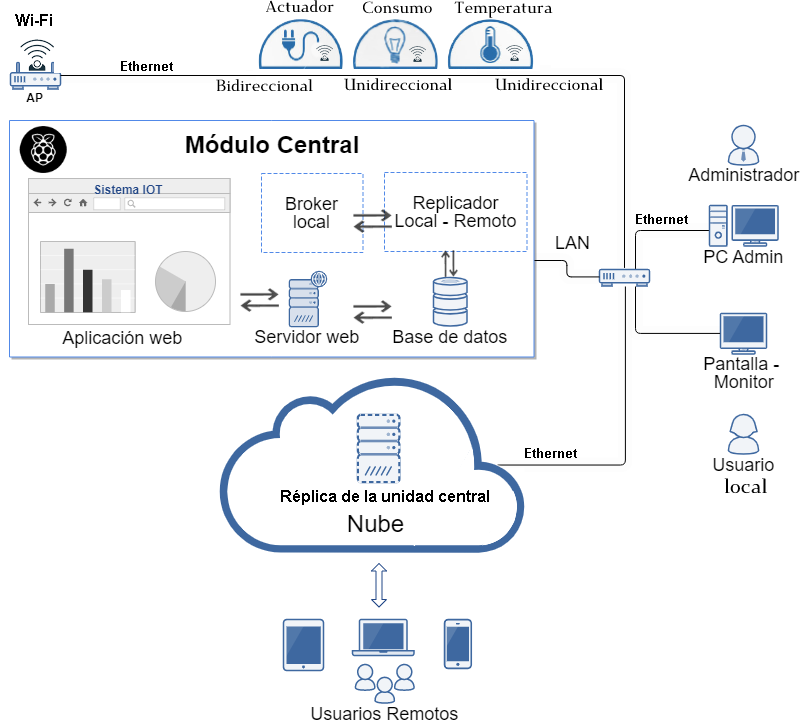 Actuador
Consumo
Temperatura
Wi-Fi
Ethernet
Bidireccional
Unidireccional
Unidireccional
AP
Módulo Central
Sistema IOT
Broker
local
Replicador
Local - Remoto
Aplicación web
Servidor web
Base de datos
LAN
Administrador
Ethernet
PC Admin
Pantalla -
Monitor
Usuario
local
Ethernet
Réplica de la unidad central
Nube
Usuarios Remotos